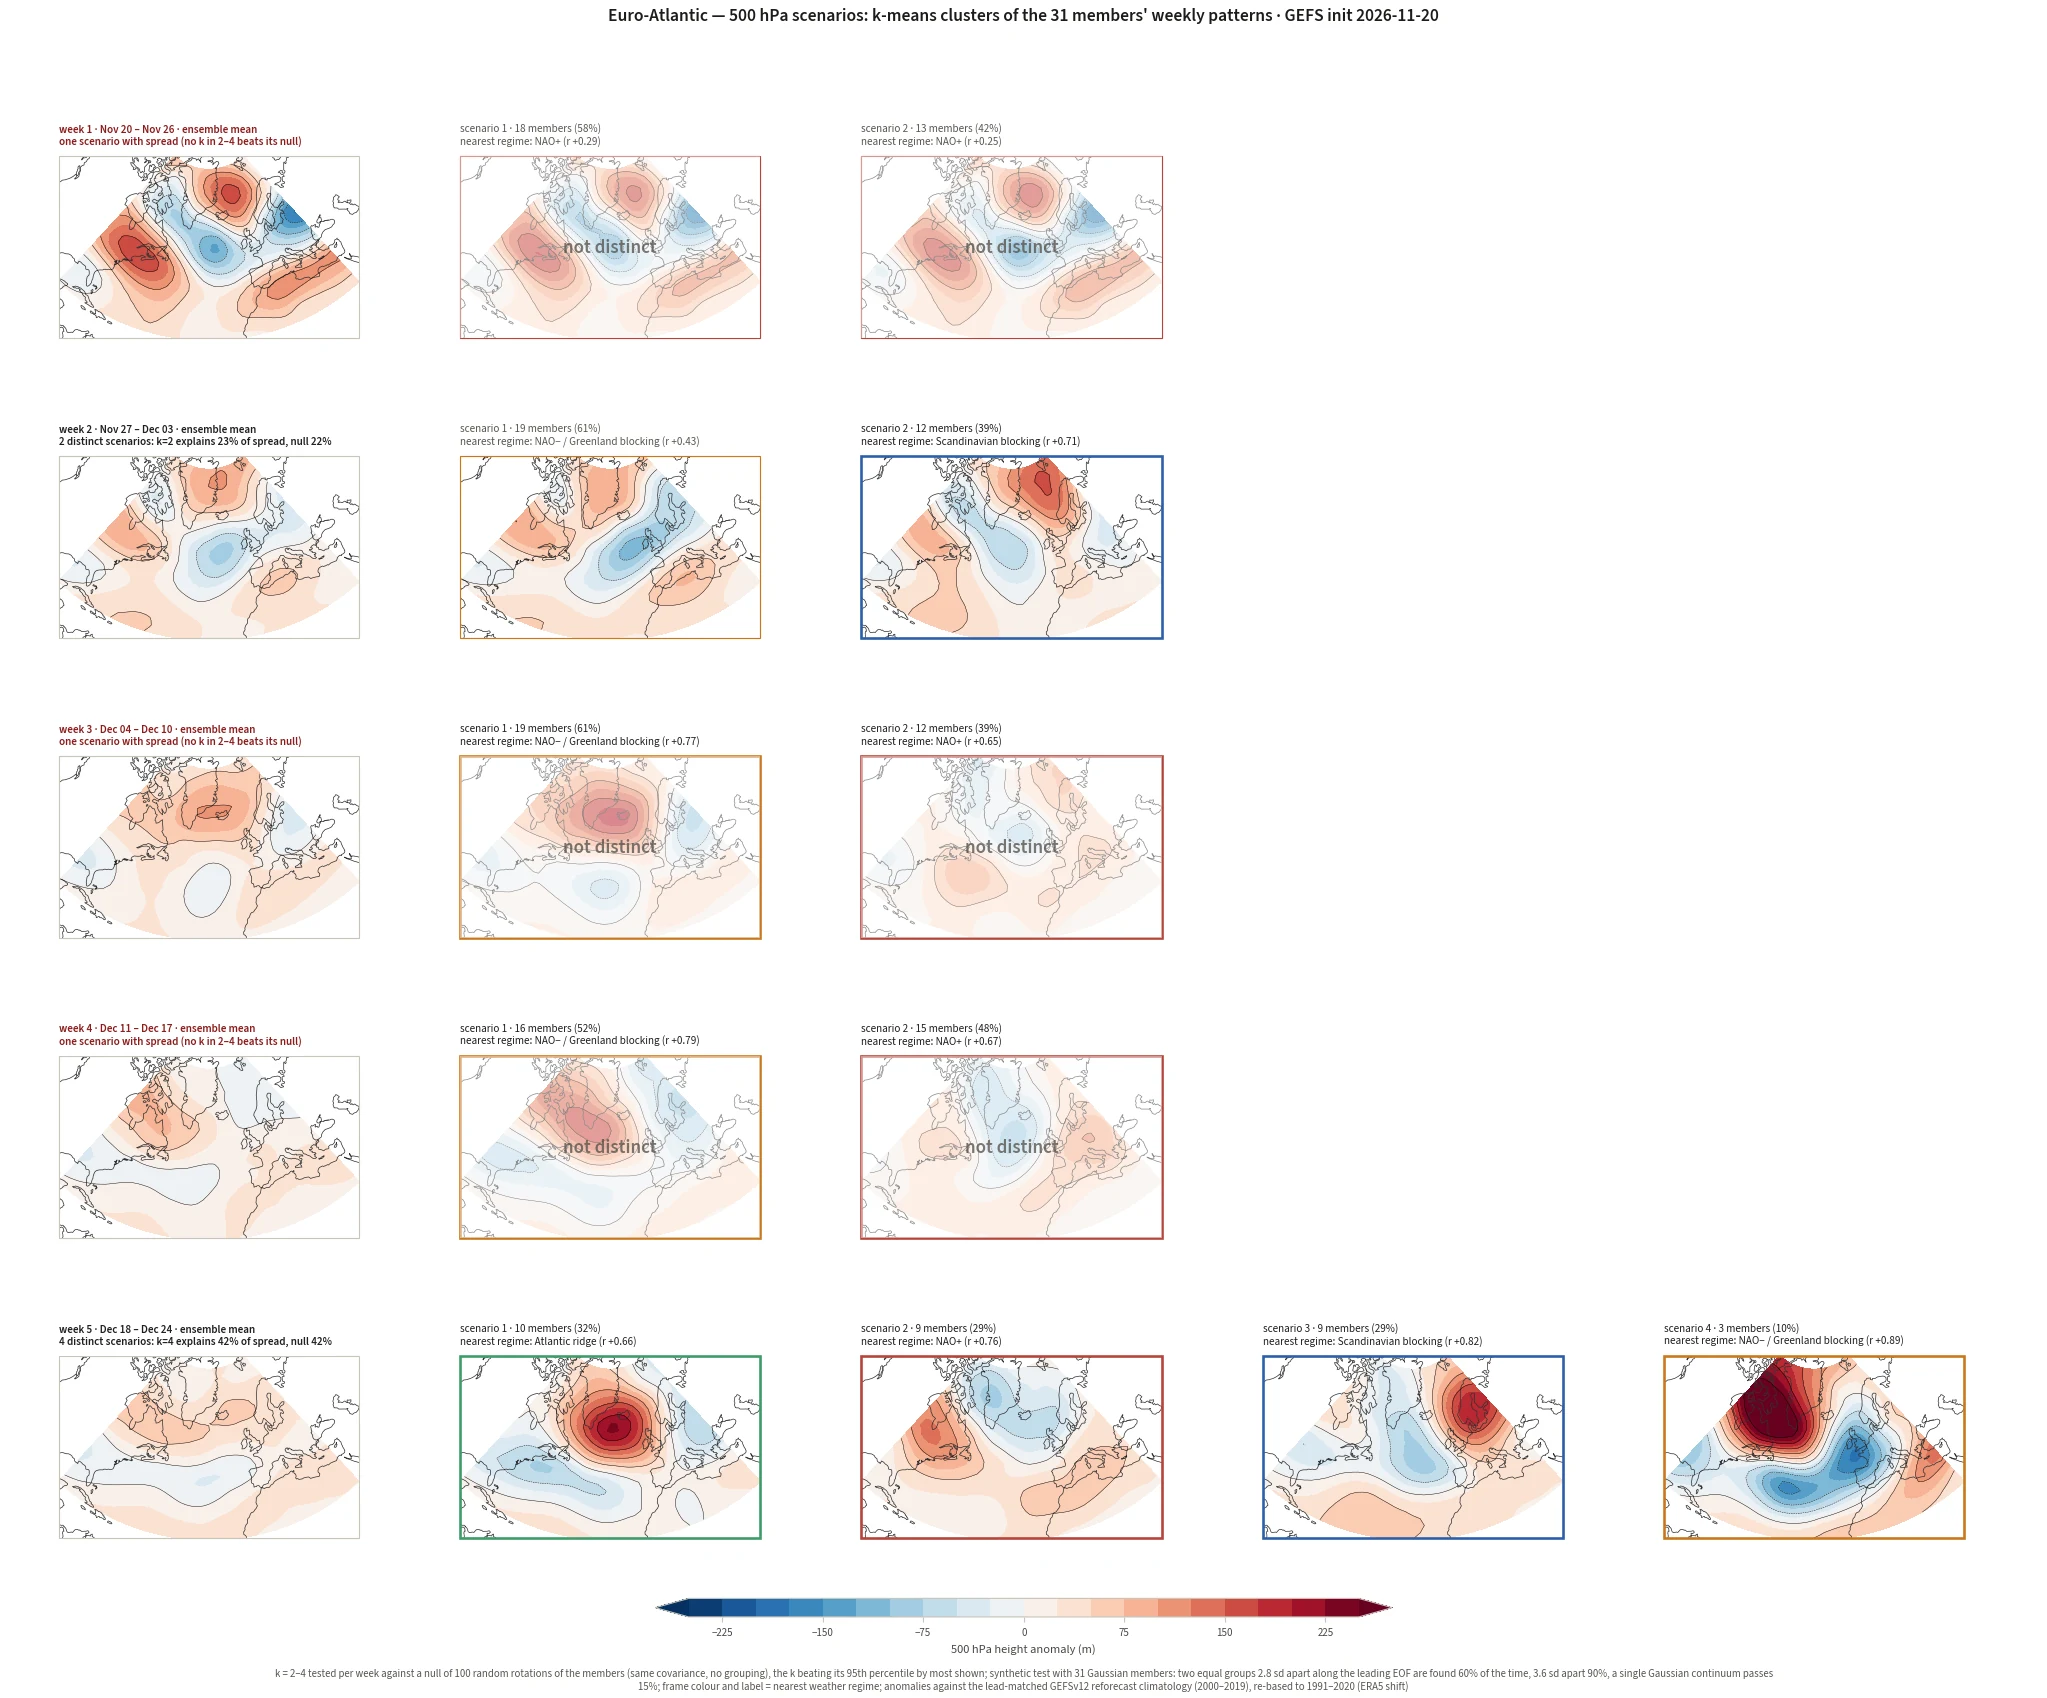 Euro-Atlantic — 500 hPa scenarios: k-means clusters of the 31 members' weekly patterns · GEFS init 2026-11-20
week 1 · Nov 20 – Nov 26 · ensemble mean
one scenario with spread (no k in 2–4 beats its null)
scenario 1 · 18 members (58%)
nearest regime: NAO+ (r +0.29)
not distinct
scenario 2 · 13 members (42%)
nearest regime: NAO+ (r +0.25)
not distinct
week 2 · Nov 27 – Dec 03 · ensemble mean
2 distinct scenarios: k=2 explains 23% of spread, null 22%
scenario 1 · 19 members (61%)
nearest regime: NAO− / Greenland blocking (r +0.43)
scenario 2 · 12 members (39%)
nearest regime: Scandinavian blocking (r +0.71)
week 3 · Dec 04 – Dec 10 · ensemble mean
one scenario with spread (no k in 2–4 beats its null)
scenario 1 · 19 members (61%)
nearest regime: NAO− / Greenland blocking (r +0.77)
not distinct
scenario 2 · 12 members (39%)
nearest regime: NAO+ (r +0.65)
not distinct
week 4 · Dec 11 – Dec 17 · ensemble mean
one scenario with spread (no k in 2–4 beats its null)
scenario 1 · 16 members (52%)
nearest regime: NAO− / Greenland blocking (r +0.79)
not distinct
scenario 2 · 15 members (48%)
nearest regime: NAO+ (r +0.67)
not distinct
week 5 · Dec 18 – Dec 24 · ensemble mean
4 distinct scenarios: k=4 explains 42% of spread, null 42%
scenario 1 · 10 members (32%)
nearest regime: Atlantic ridge (r +0.66)
scenario 2 · 9 members (29%)
nearest regime: NAO+ (r +0.76)
scenario 3 · 9 members (29%)
nearest regime: Scandinavian blocking (r +0.82)
scenario 4 · 3 members (10%)
nearest regime: NAO− / Greenland blocking (r +0.89)
−225 −150 −75 0 75 150 225
500 hPa height anomaly (m)
k = 2–4 tested per week against a null of 100 random rotations of the members (same covariance, no grouping), the k beating its 95th percentile by most shown; synthetic test with 31 Gaussian members: two equal groups 2.8 sd apart along the leading EOF are found 60% of the time, 3.6 sd apart 90%, a single Gaussian continuum passes
15%; frame colour and label = nearest weather regime; anomalies against the lead-matched GEFSv12 reforecast climatology (2000–2019), re-based to 1991–2020 (ERA5 shift)